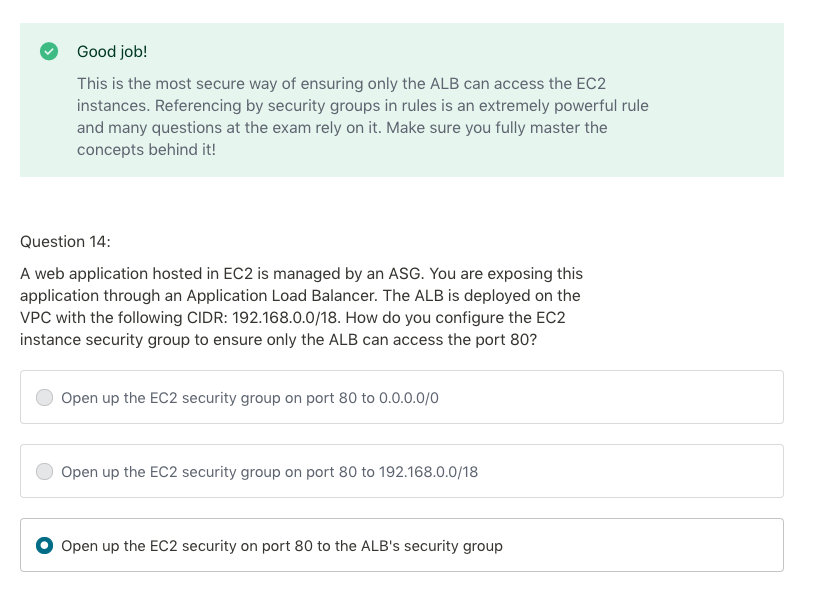 Good job!
This is the most secure way of ensuring only the ALB can access the EC2
instances. Referencing by security groups in rules is an extremely powerful rule
and many questions at the exam rely on it. Make sure you fully master the
concepts behind it!
Question 14:
A web application hosted in EC2 is managed by an ASG. You are exposing this
application through an Application Load Balancer. The ALB is deployed on the
VPC with the following CIDR: 192.168.0.0/18. How do you configure the EC2
instance security group to ensure only the ALB can access the port 80?
Open up the EC2 security group on port 80 to 0.0.0.0/0
Open up the EC2 security group on port 80 to 192.168.0.0/18
Open up the EC2 security on port 80 to the ALB's security group